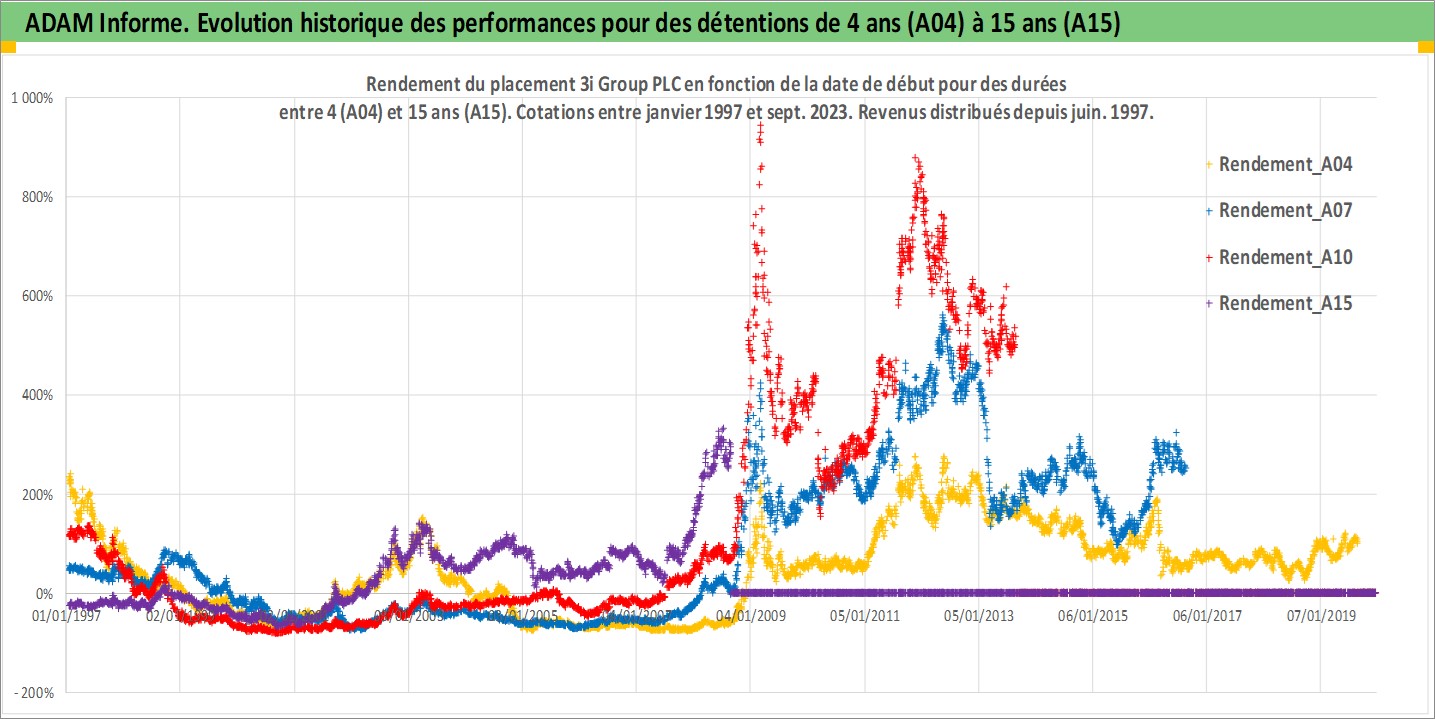 ADAM Informe. Evolution historique des performances pour des détentions de 4 ans (A04) à 15 ans (A15)
Rendement du placement 3i Group PLC en fonction de la date de début pour des durées
entre 4 (A04) et 15 ans (A15). Cotations entre janvier 1997 et sept. 2023. Revenus distribués depuis juin. 1997.
1 000%
800%
600%
400%
200%
0%
-200%
Rendement_A04
Rendement_A07
Rendement_A10
Rendement_A15
01/01/1997
04/01/2009
05/01/2011
05/01/2013
06/01/2015
06/01/2017
07/01/2019